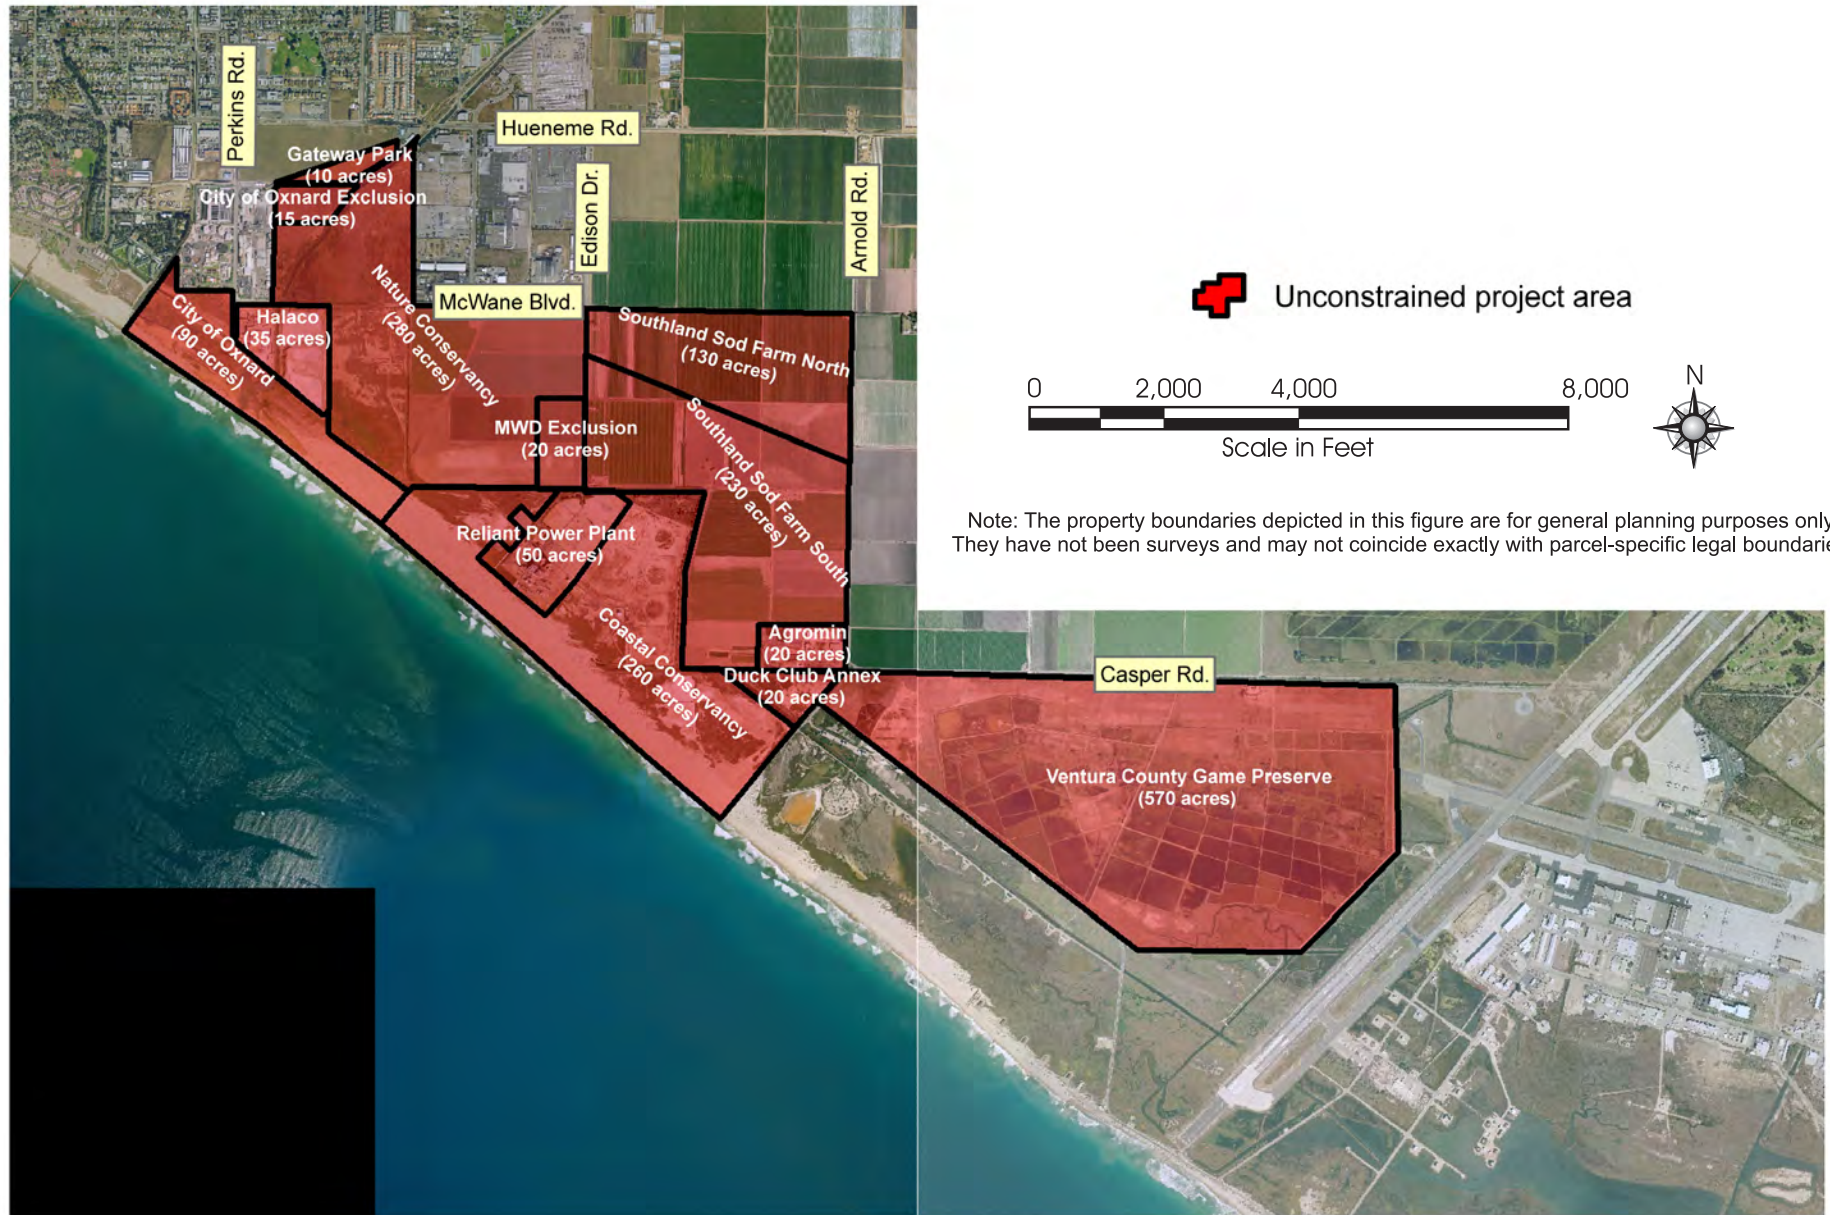 Perkins Rd.
Hueneme Rd.
Gateway Park
(10 acres)
City of Oxnard Exclusion
(15 acres)
Edison Dr.
Arnold Rd.
Nature Conservancy
(280 acres)
McWane Blvd.
City of Oxnard
(90 acres)
Halaco
(35 acres)
Southland Sod Farm North
(130 acres)
MWD Exclusion
(20 acres)
Southland Sod Farm South
(230 acres)
Reliant Power Plant
(50 acres)
Coastal Conservancy
(260 acres)
Agromin
(20 acres)
Duck Club Annex
(20 acres)
Casper Rd.
Ventura County Game Preserve
(570 acres)
Unconstrained project area
0 2,000 4,000 8,000
Scale in Feet
N
Note: The property boundaries depicted in this figure are for general planning purposes only
They have not been surveys and may not coincide exactly with parcel-specific legal boundarie